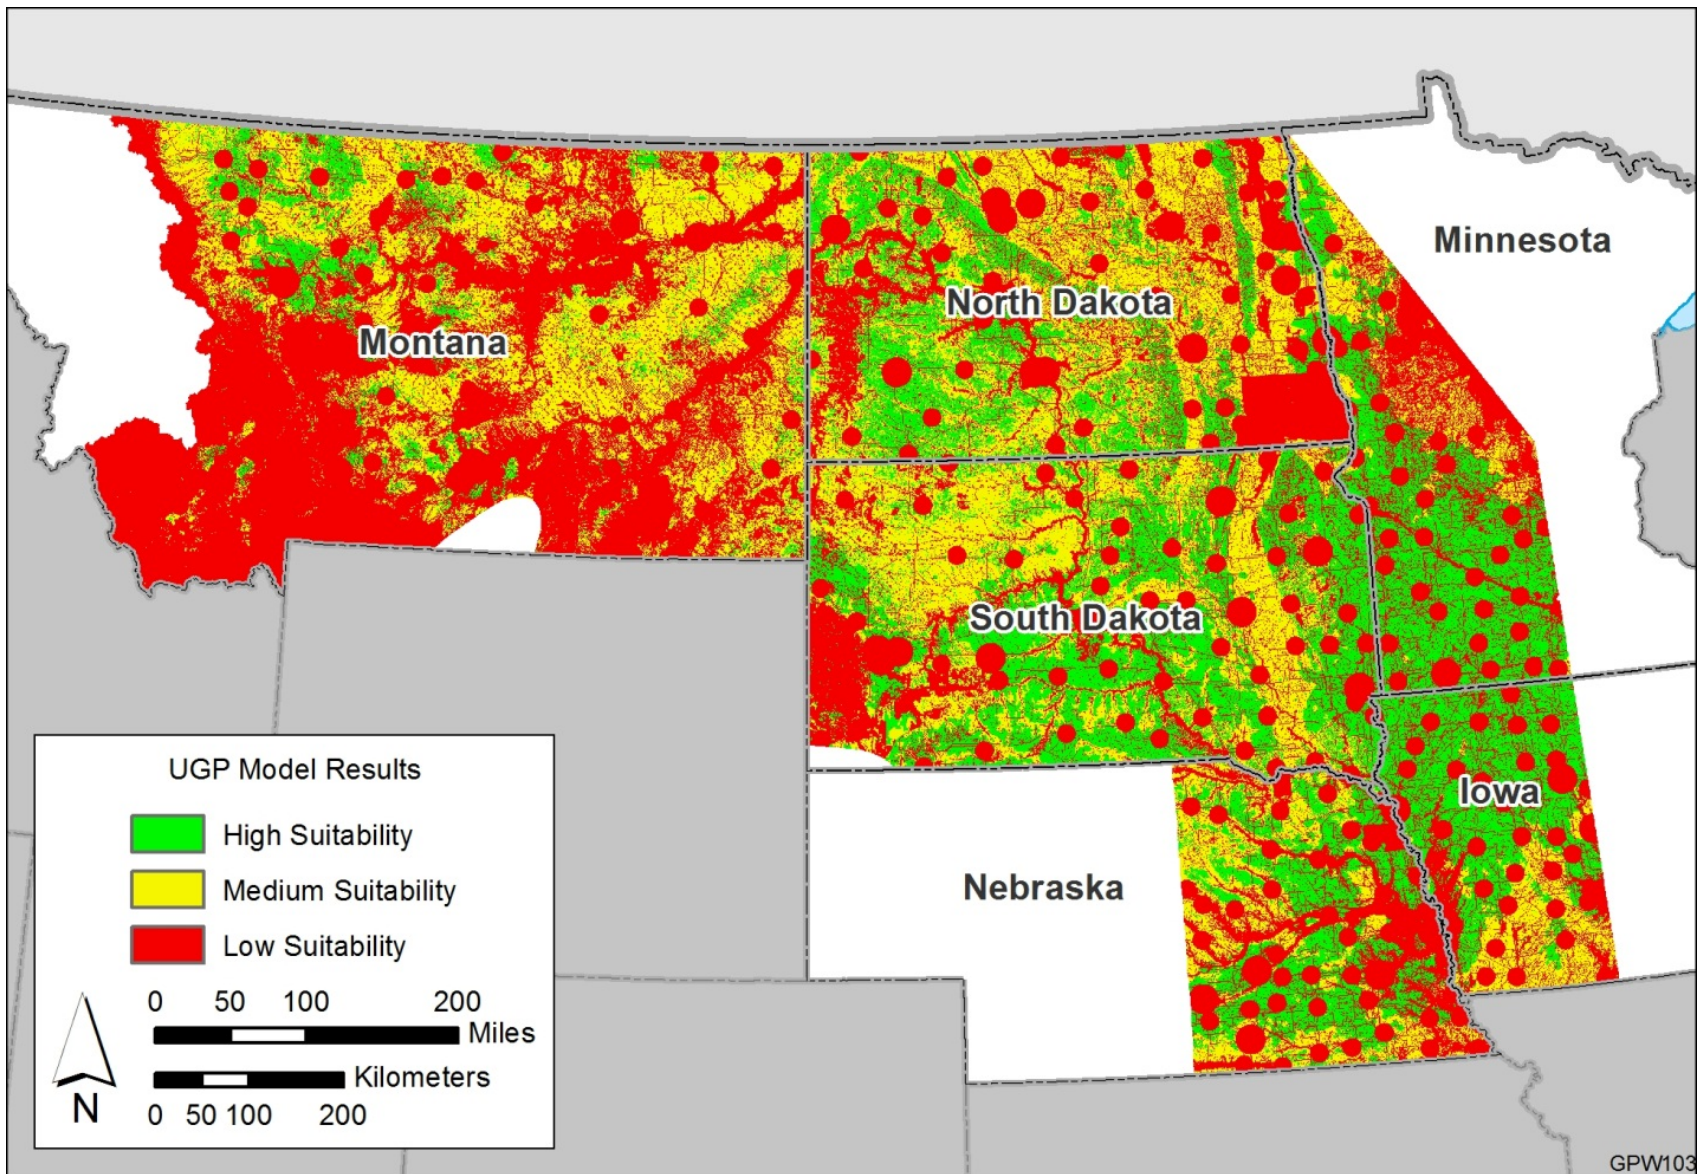 Minnesota
North Dakota
Montana
South Dakota
Iowa
Nebraska
UGP Model Results
High Suitability
Medium Suitability
Low Suitability
0 50 100 200
Miles
Kilometers
0 50 100 200
N
GPW103